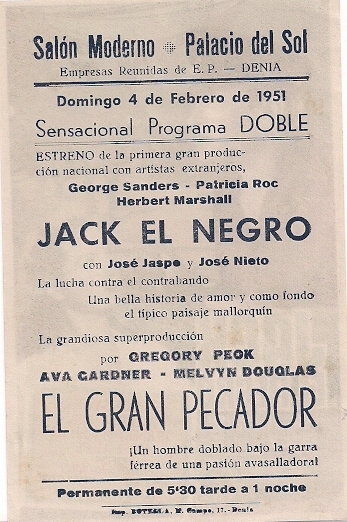 Salón Moderno Palacio del Sol
Empresas Reunidas de E. P. — DENIA
Domingo 4 de Febrero de 1951
Sensacional Programa DOBLE
ESTRENO de la primera gran produc-
ción nacional con artistas extranjeros,
George Sanders - Patricia Roc
Herbert Marshall
JACK EL NEGRO
con José Jaspe y José Nieto
La lucha contra el contrabando
Una bella historia de amor y como fondo
el típico paisaje mallorquín
La grandiosa superproducción
por GREGORY PECK
AVA GARDNER - MELVYN DOUGLAS
EL GRAN PECADOR
¡Un hombre doblado bajo la garra
férrea de una pasión avasalladora!
Permanente de 5'30 tarde a 1 noche
Imp. BOTELLA, M. Campo, 17.- Denia